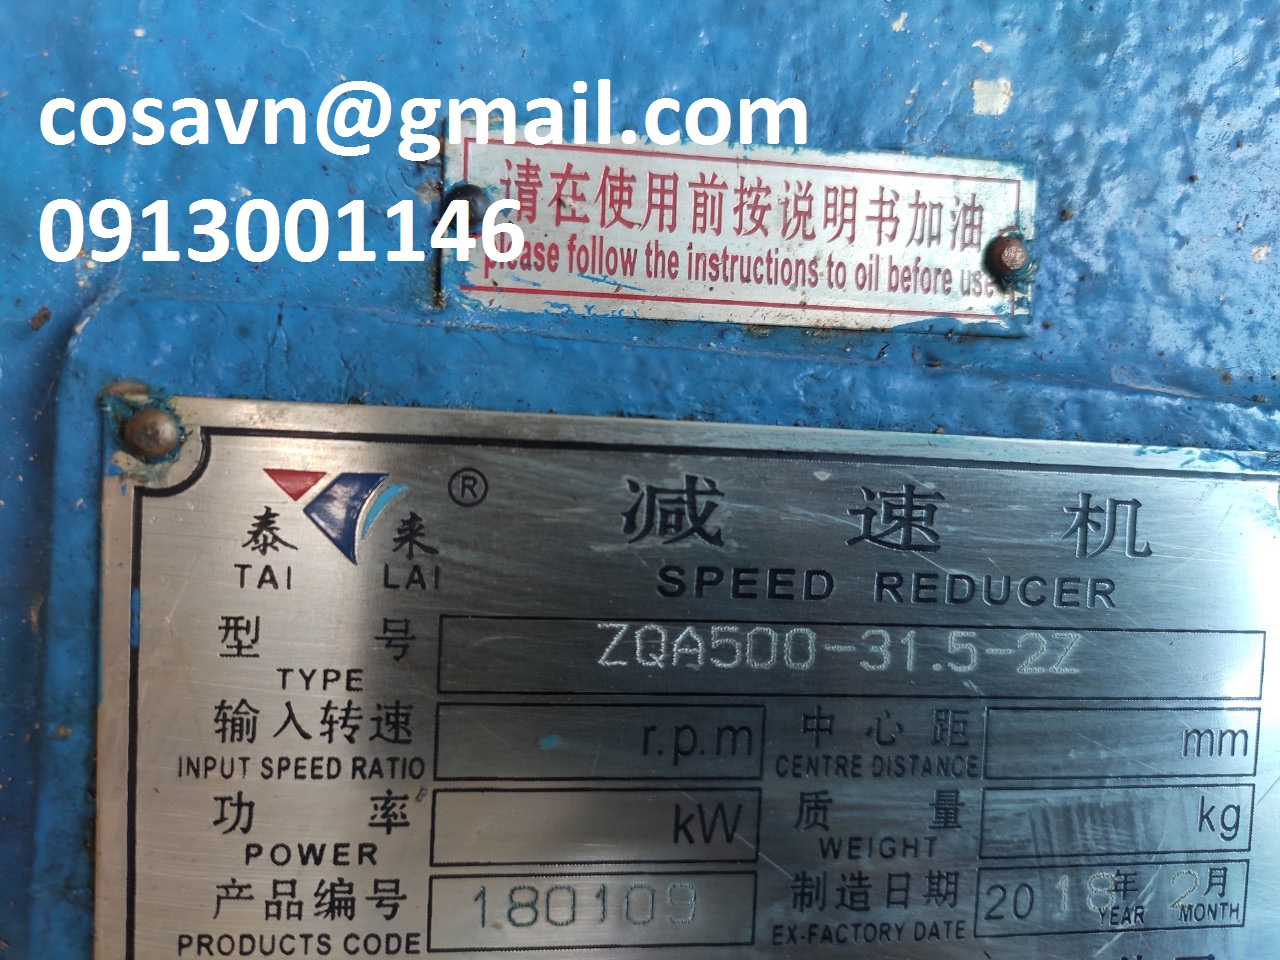 cosavn@gmail.com
0913001146
请在使用前按说明书加油
please follow the instructions to oil before use
泰来 ®
TAI LAI
减速机
SPEED REDUCER
型号
TYPE
ZQA500-31.5-2Z
输入转速
INPUT SPEED RATIO
r.p.m
中心距
CENTRE DISTANCE
mm
功率
POWER
kW
质量
WEIGHT
kg
产品编号
PRODUCTS CODE
180109
制造日期
EX-FACTORY DATE
2018年2月
YEAR MONTH